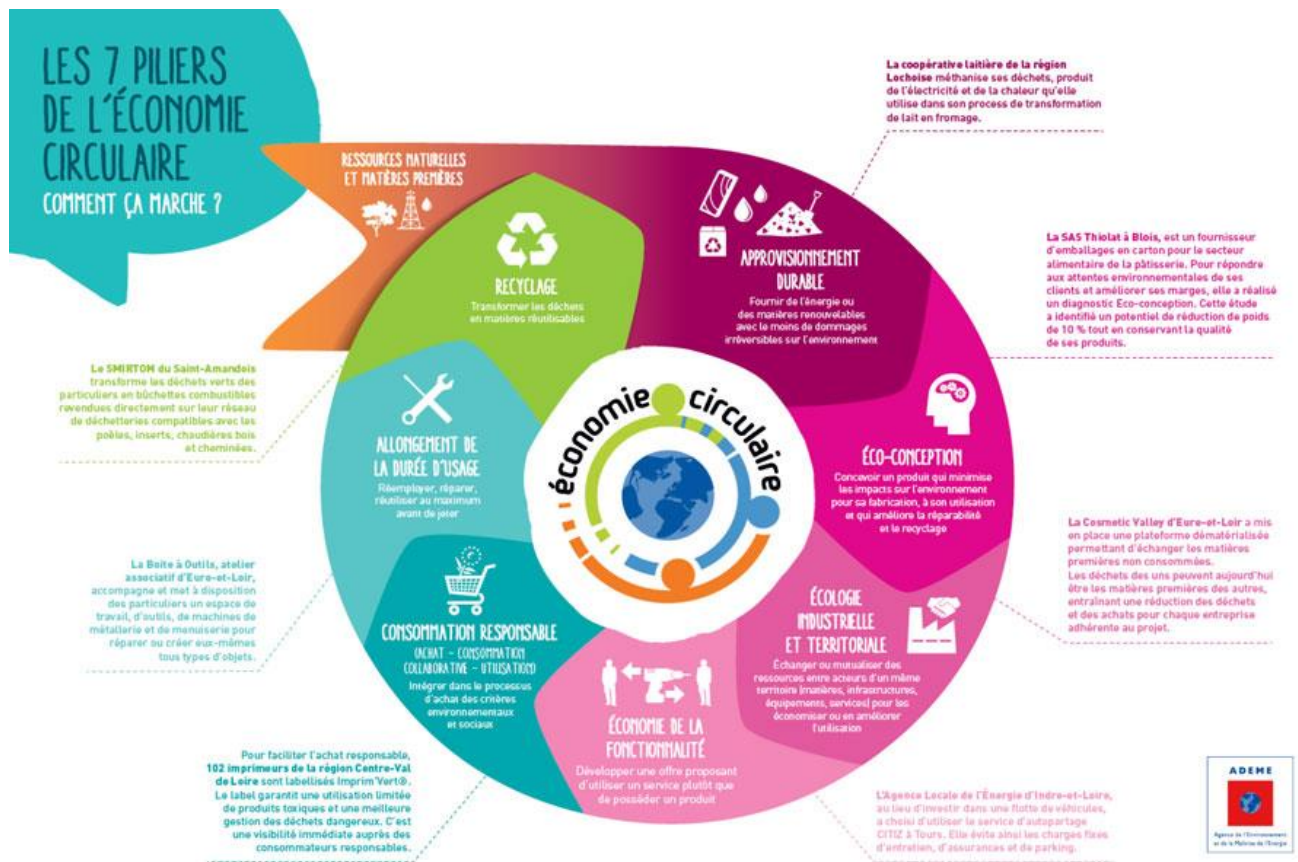 LES 7 PILIERS
DE L'ÉCONOMIE
CIRCULAIRE
COMMENT ÇA MARCHE ?
RESSOURCES NATURELLES
ET MATIÈRES PREMIÈRES
APPROVISIONNEMENT
DURABLE
Fournir de l'énergie ou
des matières renouvelables
avec le moins de dommages
irréversibles sur l'environnement
La coopérative laitière de la région
Lochoise méthanise ses déchets, produit
de l'électricité et de la chaleur qu'elle
utilise dans son process de transformation
de lait en fromage.
ÉCO-CONCEPTION
Concevoir un produit qui minimise
les impacts sur l'environnement
pour sa fabrication, à son utilisation
et qui améliore la réparabilité
et le recyclage
La SAS Thiolat à Blois, est un fournisseur
d'emballages en carton pour le secteur
alimentaire de la pâtisserie. Pour répondre
aux attentes environnementales de ses
clients et améliorer ses marges, elle a réalisé
un diagnostic Eco-conception. Cette étude
a identifié un potentiel de réduction de poids
de 10 % tout en conservant la qualité
de ses produits.
ÉCOLOGIE
INDUSTRIELLE
ET TERRITORIALE
Échanger ou mutualiser des
ressources entre acteurs d'un même
territoire (matières, infrastructures,
équipements, services) pour les
économiser ou en améliorer
l'utilisation
La Cosmetic Valley d'Eure-et-Loir a mis
en place une plateforme dématérialisée
permettant d'échanger les matières
premières non consommées.
Les déchets des uns peuvent aujourd'hui
être les matières premières des autres,
entraînant une réduction des déchets
et des achats pour chaque entreprise
adhérente au projet.
ÉCONOMIE DE LA
FONCTIONNALITÉ
Développer une offre proposant
d'utiliser un service plutôt que
de posséder un produit
L'Agence Locale de l'Énergie d'Indre-et-Loire,
au lieu d'investir dans une flotte de véhicules,
a choisi d'utiliser le service d'autopartage
CITIZ à Tours. Elle évite ainsi les charges fixes
d'entretien, d'assurances et de parking.
CONSOMMATION RESPONSABLE
(ACHAT - CONSOMMATION
COLLABORATIVE - UTILISATION)
Intégrer dans le processus
d'achat des critères
environnementaux
et sociaux
Pour faciliter l'achat responsable,
102 imprimeurs de la région Centre-Val
de Loire sont labellisés Imprim'Vert®.
Le label garantit une utilisation limitée
de produits toxiques et une meilleure
gestion des déchets dangereux. C'est
une visibilité immédiate auprès des
consommateurs responsables.
ALLONGEMENT DE
LA DURÉE D'USAGE
Réemployer, réparer,
réutiliser au maximum
avant de jeter
La Boite à Outils, atelier
associatif d'Eure-et-Loir,
accompagne et met à disposition
des particuliers un espace de
travail, d'outils, de machines de
métallerie et de menuiserie pour
réparer ou créer eux-mêmes
tous types d'objets.
RECYCLAGE
Transformer les déchets
en matières réutilisables
Le SMIRTOM du Saint-Amandois
transforme les déchets verts des
particuliers en bûchettes combustibles
revendues directement sur leur réseau
de déchetteries compatibles avec les
poêles, inserts, chaudières bois
et cheminées.
économie circulaire
ADEME
Agence de l'Environnement
et de la Maîtrise de l'Energie